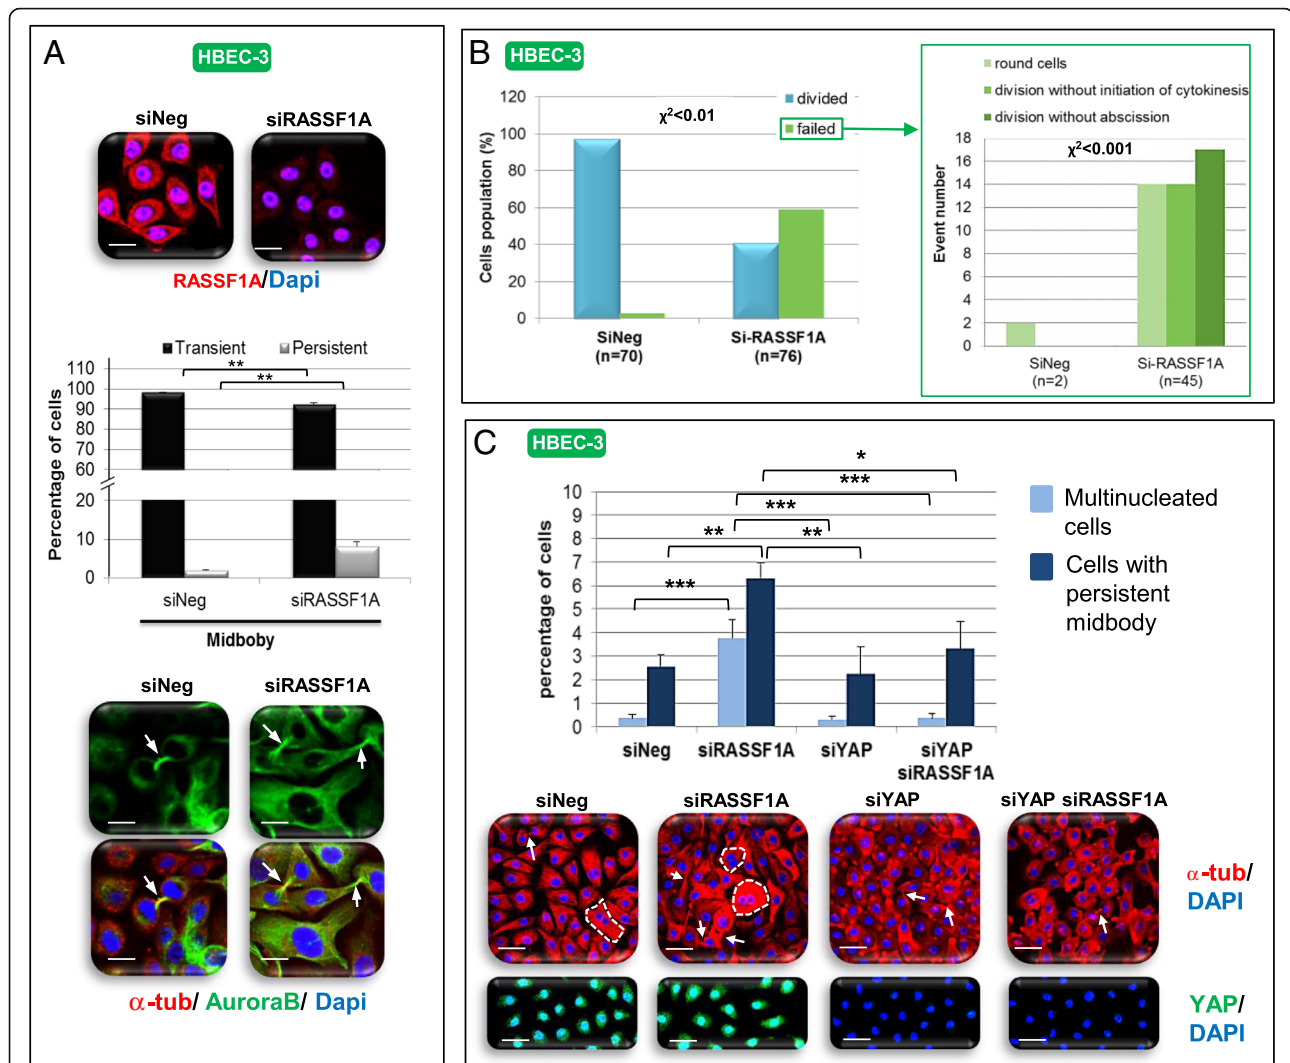 A
HBEC-3
siNeg siRASSF1A
RASSF1A/Dapi
Transient Persistent
**
**
Percentage of cells
110
100
90
80
70
60
20
10
0
siNeg siRASSF1A
Midboby
siNeg siRASSF1A
α-tub/ AuroraB/ Dapi
B
HBEC-3
Cells population (%)
120
100
80
60
40
20
0
χ²<0.01
divided
failed
SiNeg Si-RASSF1A
(n=70) (n=76)
round cells
division without initiation of cytokinesis
division without abscission
Event number
18
16
14
12
10
8
6
4
2
0
χ²<0.001
SiNeg Si-RASSF1A
(n=2) (n=45)
C
HBEC-3
percentage of cells
10
9
8
7
6
5
4
3
2
1
0
*
***
***
** **
***
Multinucleated
cells
Cells with
persistent
midbody
siNeg siRASSF1A siYAP siYAP
siRASSF1A
siNeg siRASSF1A siYAP siYAP siRASSF1A
α-tub/
DAPI
YAP/
DAPI